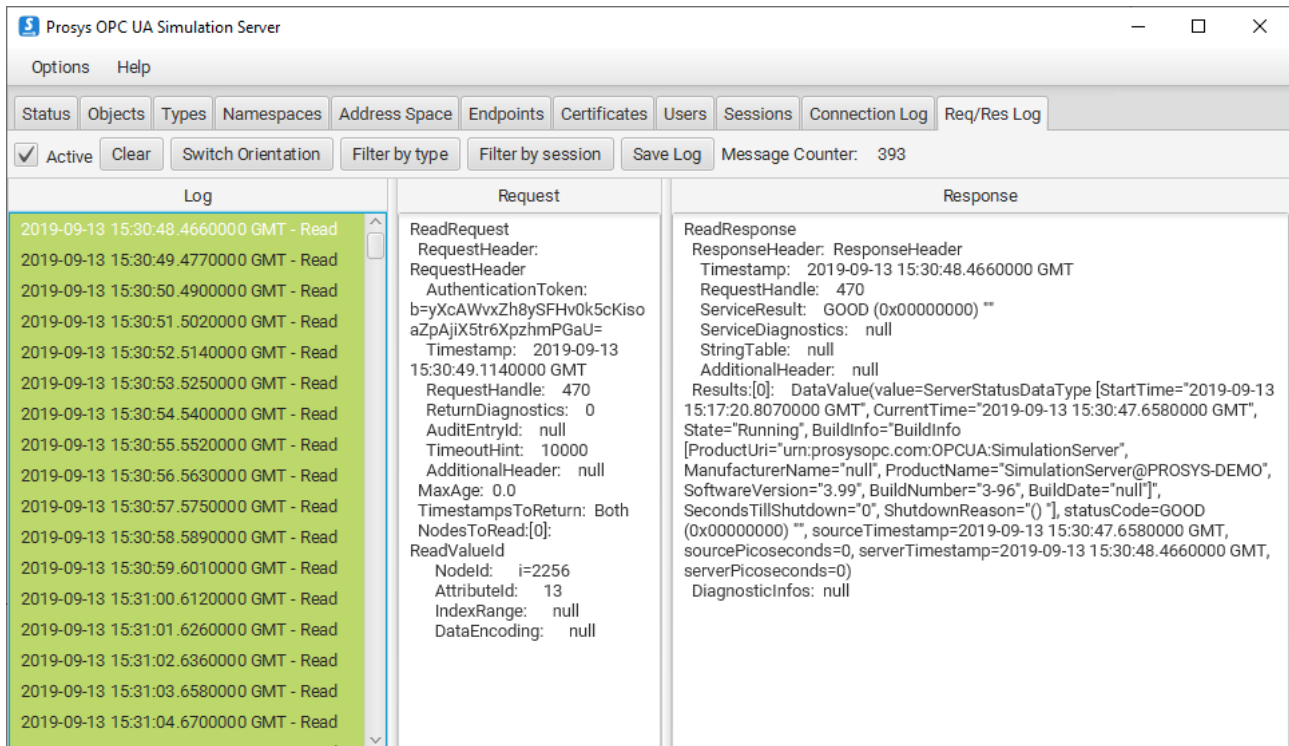 Prosys OPC UA Simulation Server
Options Help
Status Objects Types Namespaces Address Space Endpoints Certificates Users Sessions Connection Log Req/Res Log
Active Clear Switch Orientation Filter by type Filter by session Save Log Message Counter: 393
Log
2019-09-13 15:30:48.4660000 GMT - Read
2019-09-13 15:30:49.4770000 GMT - Read
2019-09-13 15:30:50.4900000 GMT - Read
2019-09-13 15:30:51.5020000 GMT - Read
2019-09-13 15:30:52.5140000 GMT - Read
2019-09-13 15:30:53.5250000 GMT - Read
2019-09-13 15:30:54.5400000 GMT - Read
2019-09-13 15:30:55.5520000 GMT - Read
2019-09-13 15:30:56.5630000 GMT - Read
2019-09-13 15:30:57.5750000 GMT - Read
2019-09-13 15:30:58.5890000 GMT - Read
2019-09-13 15:30:59.6010000 GMT - Read
2019-09-13 15:31:00.6120000 GMT - Read
2019-09-13 15:31:01.6260000 GMT - Read
2019-09-13 15:31:02.6360000 GMT - Read
2019-09-13 15:31:03.6580000 GMT - Read
2019-09-13 15:31:04.6700000 GMT - Read
Request
ReadRequest
RequestHeader:
RequestHeader
AuthenticationToken:
b=yXcAWvxZh8ySFHv0k5cKiso
aZpAjiX5tr6XpzhmPGaU=
Timestamp: 2019-09-13
15:30:49.1140000 GMT
RequestHandle: 470
ReturnDiagnostics: 0
AuditEntryId: null
TimeoutHint: 10000
AdditionalHeader: null
MaxAge: 0.0
TimestampsToReturn: Both
NodesToRead:[0]:
ReadValueId
NodeId: i=2256
AttributeId: 13
IndexRange: null
DataEncoding: null
Response
ReadResponse
ResponseHeader: ResponseHeader
Timestamp: 2019-09-13 15:30:48.4660000 GMT
RequestHandle: 470
ServiceResult: GOOD (0x00000000) ""
ServiceDiagnostics: null
StringTable: null
AdditionalHeader: null
Results:[0]: DataValue(value=ServerStatusDataType [StartTime="2019-09-13
15:17:20.8070000 GMT", CurrentTime="2019-09-13 15:30:47.6580000 GMT",
State="Running", BuildInfo="BuildInfo
[ProductUri="urn:prosysopc.com:OPCUA:SimulationServer",
ManufacturerName="null", ProductName="SimulationServer@PROSYS-DEMO",
SoftwareVersion="3.99", BuildNumber="3-96", BuildDate="null"]",
SecondsTillShutdown="0", ShutdownReason="() "], statusCode=GOOD
(0x00000000) "", sourceTimestamp=2019-09-13 15:30:47.6580000 GMT,
sourcePicoseconds=0, serverTimestamp=2019-09-13 15:30:48.4660000 GMT,
serverPicoseconds=0)
DiagnosticInfos: null